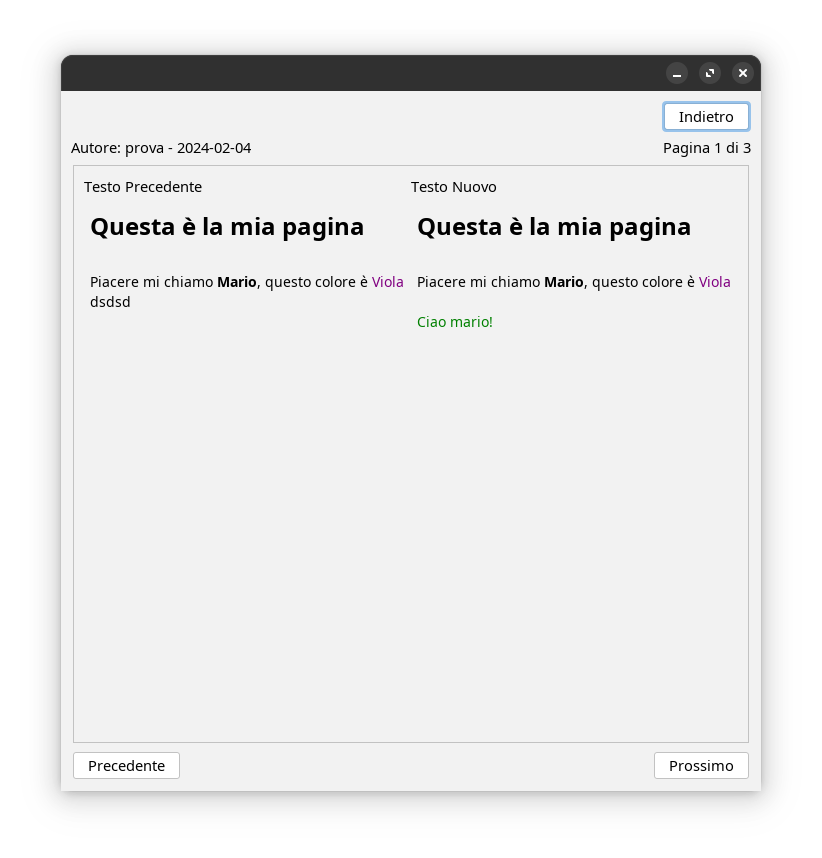 Indietro
Autore: prova - 2024-02-04
Pagina 1 di 3
Testo Precedente
Questa è la mia pagina
Piacere mi chiamo Mario, questo colore è Viola
dsdsd
Testo Nuovo
Questa è la mia pagina
Piacere mi chiamo Mario, questo colore è Viola
Ciao mario!
Precedente
Prossimo